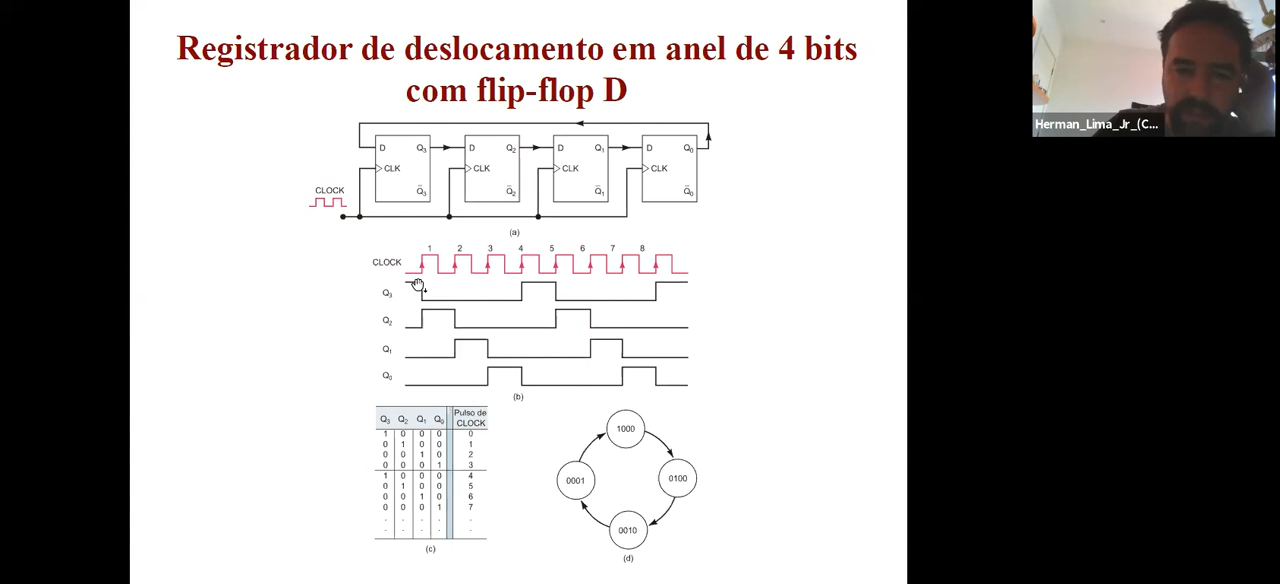 Registrador de deslocamento em anel de 4 bits
com flip-flop D
Herman_Lima_Jr_(C...
D Q₃ D Q₂ D Q₁ D Q₀
CLK CLK CLK CLK
Q̅₃ Q̅₂ Q̅₁ Q̅₀
CLOCK
(a)
1 2 3 4 5 6 7 8
CLOCK
Q₃
Q₂
Q₁
Q₀
(b)
Q₃ Q₂ Q₁ Q₀ Pulso de
CLOCK
1 0 0 0 0
0 1 0 0 1
0 0 1 0 2
0 0 0 1 3
1 0 0 0 4
0 1 0 0 5
0 0 1 0 6
0 0 0 1 7
. . . . .
. . . . .
(c)
1000
0100
0010
0001
(d)